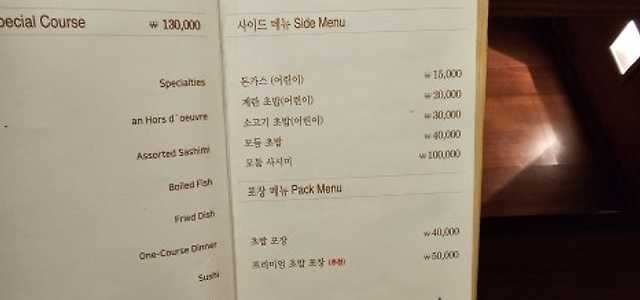 pecial Course ₩ 130,000
Specialties
an Hors d`oeuvre
Assorted Sashimi
Boiled Fish
Fried Dish
One-Course Dinner
Sushi
사이드 메뉴 Side Menu
돈가스 (어린이) ₩15,000
계란 초밥(어린이) ₩20,000
소고기 초밥(어린이) ₩30,000
모듬 초밥 ₩40,000
모듬 사시미 ₩100,000
포장 메뉴 Pack Menu
초밥 포장 ₩40,000
프리미엄 초밥 포장 (추천) ₩50,000